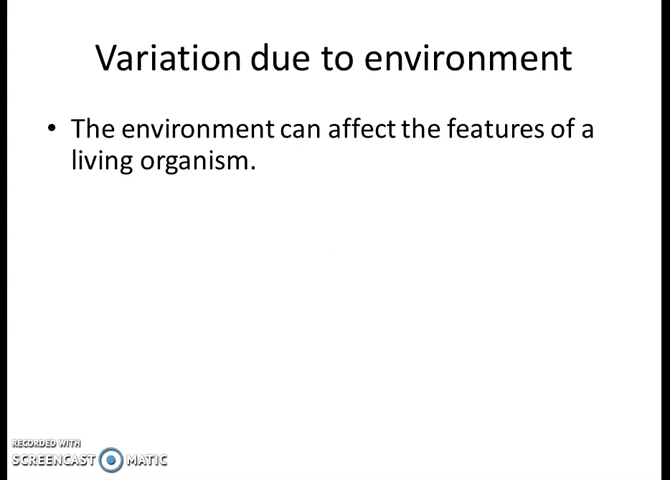 Variation due to environment
• The environment can affect the features of a
living organism.
RECORDED WITH
SCREENCAST MATIC